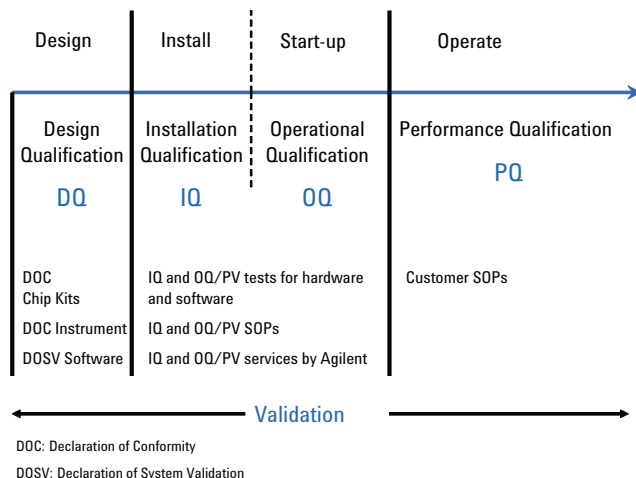 Design Install Start-up Operate
Design Installation Operational Performance Qualification
Qualification Qualification Qualification
DQ IQ OQ PQ
DOC IQ and OQ/PV tests for hardware Customer SOPs
Chip Kits and software
DOC Instrument IQ and OQ/PV SOPs
DOSV Software IQ and OQ/PV services by Agilent
Validation
DOC: Declaration of Conformity
DOSV: Declaration of System Validation